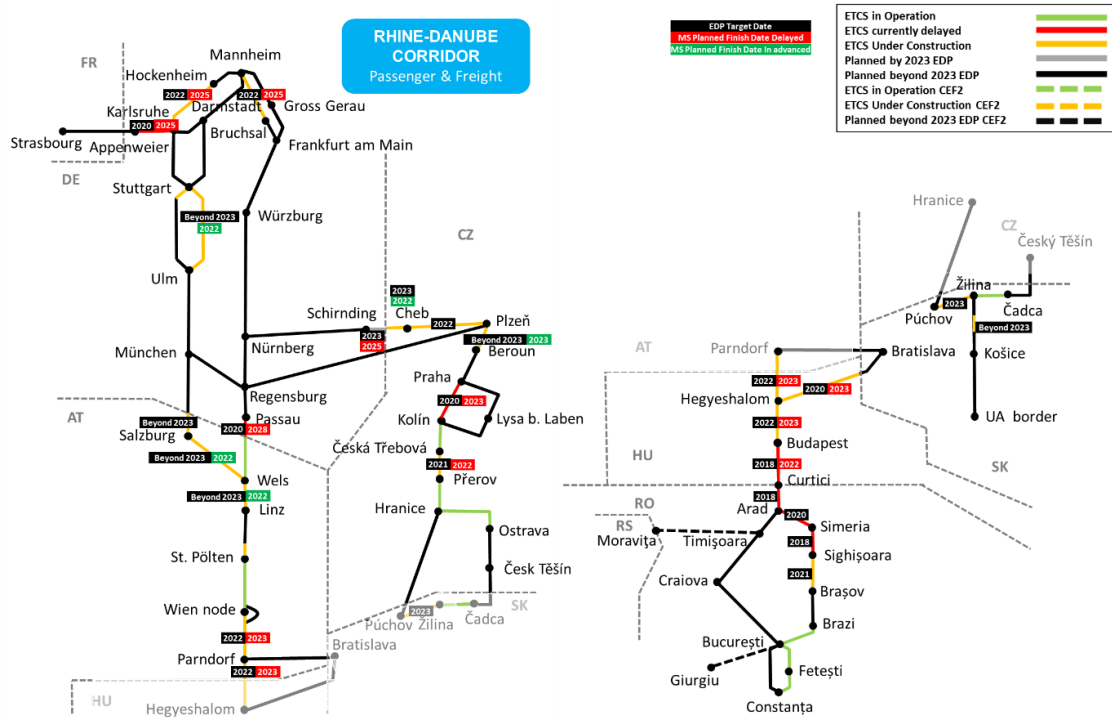 RHINE-DANUBE
CORRIDOR
Passenger & Freight
EDP Target Date
MS Planned Finish Date Delayed
MS Planned Finish Date In advanced
ETCS in Operation
ETCS currently delayed
ETCS Under Construction
Planned by 2023 EDP
Planned beyond 2023 EDP
ETCS in Operation CEF2
ETCS Under Construction CEF2
Planned beyond 2023 EDP CEF2
FR
Mannheim
Hockenheim
2022 2025
2022 2025
Karlsruhe
Darmstadt
Gross Gerau
2020 2025
Strasbourg
Appenweier
Bruchsal
Frankfurt am Main
DE
Stuttgart
Beyond 2023
2022
Würzburg
CZ
Ulm
2023
2022
Schirnding
Cheb
2022
Plzeň
2023
2025
Beyond 2023 2023
Nürnberg
Beroun
München
Praha
Regensburg
2020 2023
AT
Passau
Kolín
Lysa b. Laben
Beyond 2023
2020 2028
Salzburg
Česká Třebová
Beyond 2023 2022
2021 2022
Wels
Přerov
Beyond 2023 2022
Linz
Hranice
Ostrava
St. Pölten
Česk Těšín
Wien node
SK
2023
Púchov
Žilina
Čadca
2022 2023
Bratislava
Parndorf
2022 2023
HU
Hegyeshalom
Hranice
CZ
Český Těšín
Žilina
2023
Púchov
Čadca
Beyond 2023
AT
Parndorf
Bratislava
Košice
2022 2023
2020 2023
Hegyeshalom
UA border
2022 2023
Budapest
HU
2018 2022
SK
Curtici
2018
RO
Arad
2020
RS
Simeria
Moraviţa
Timişoara
2018
Sighişoara
2021
Craiova
Braşov
Brazi
Bucureşti
Giurgiu
Feteşti
Constanţa